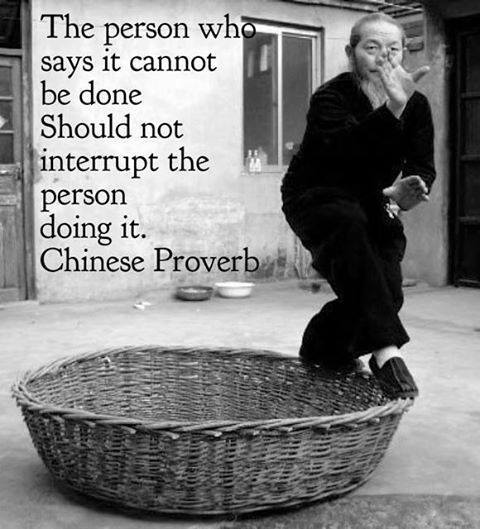 The person who
says it cannot
be done
Should not
interrupt the
person
doing it.
Chinese Proverb